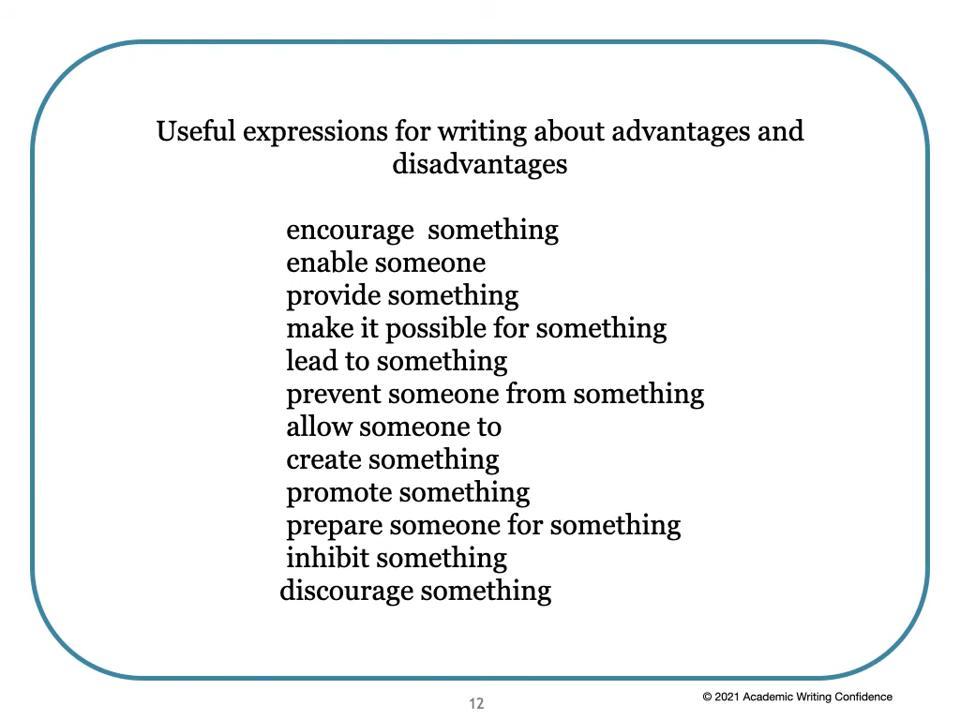 Useful expressions for writing about advantages and
disadvantages
encourage  something
enable someone
provide something
make it possible for something
lead to something
prevent someone from something
allow someone to
create something
promote something
prepare someone for something
inhibit something
discourage something
12
© 2021 Academic Writing Confidence